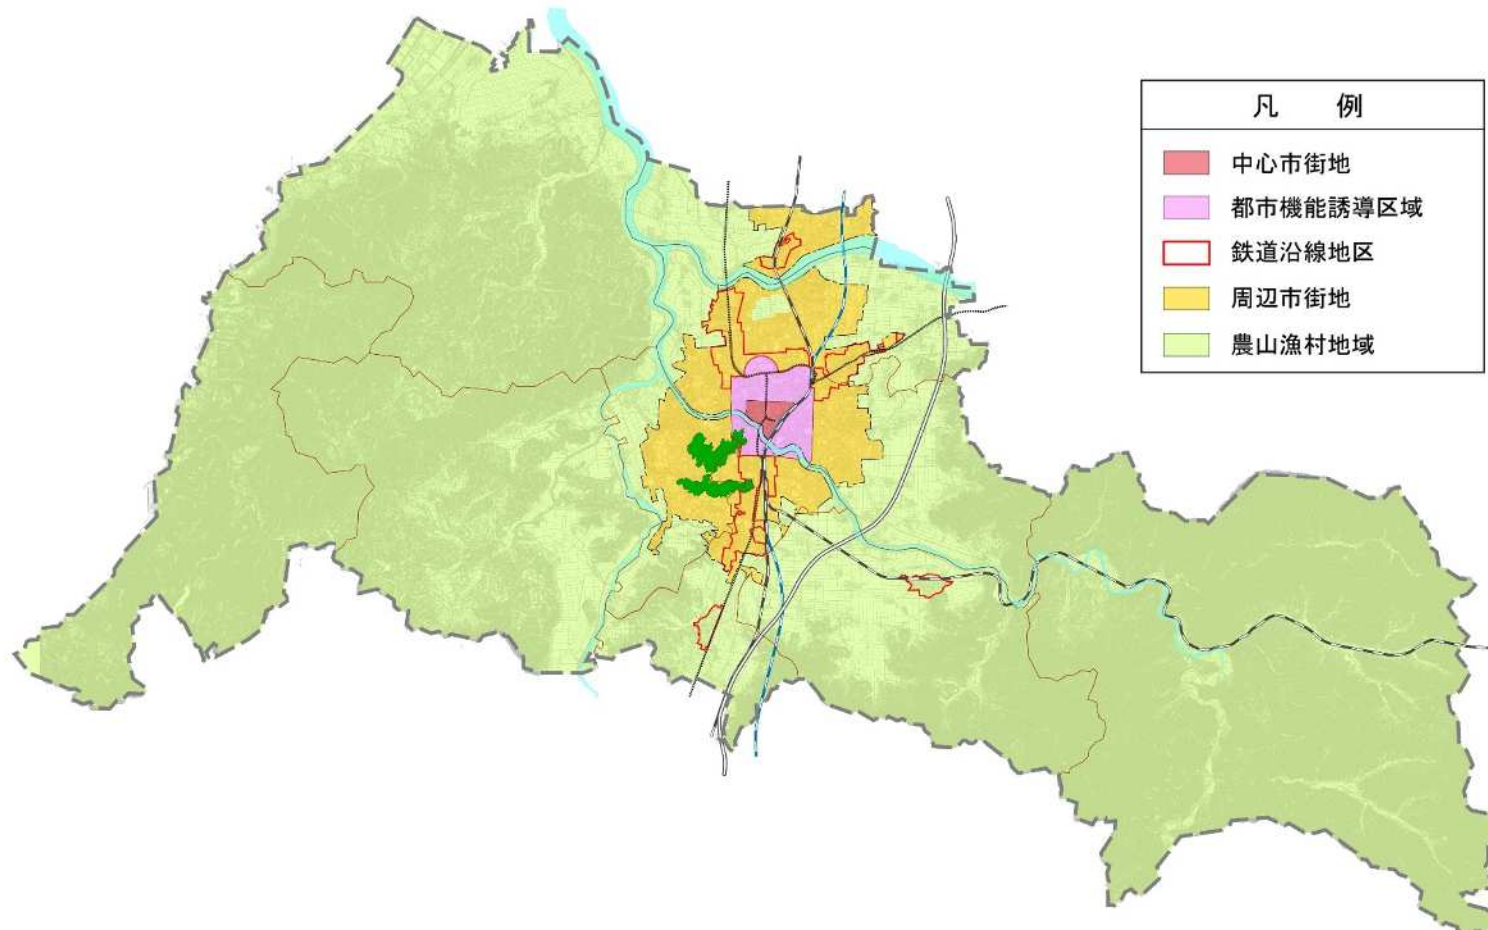 凡 例
中心市街地
都市機能誘導区域
鉄道沿線地区
周辺市街地
農山漁村地域